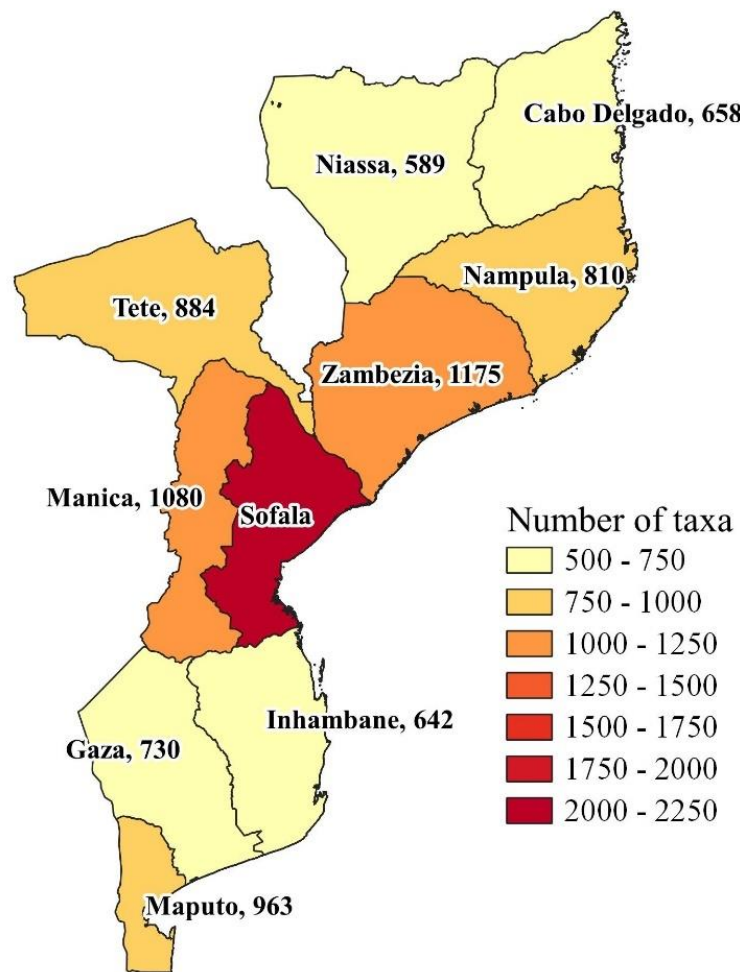 Cabo Delgado, 658
Niassa, 589
Nampula, 810
Tete, 884
Zambezia, 1175
Manica, 1080
Sofala
Number of taxa
500 - 750
750 - 1000
1000 - 1250
1250 - 1500
1500 - 1750
1750 - 2000
2000 - 2250
Inhambane, 642
Gaza, 730
Maputo, 963